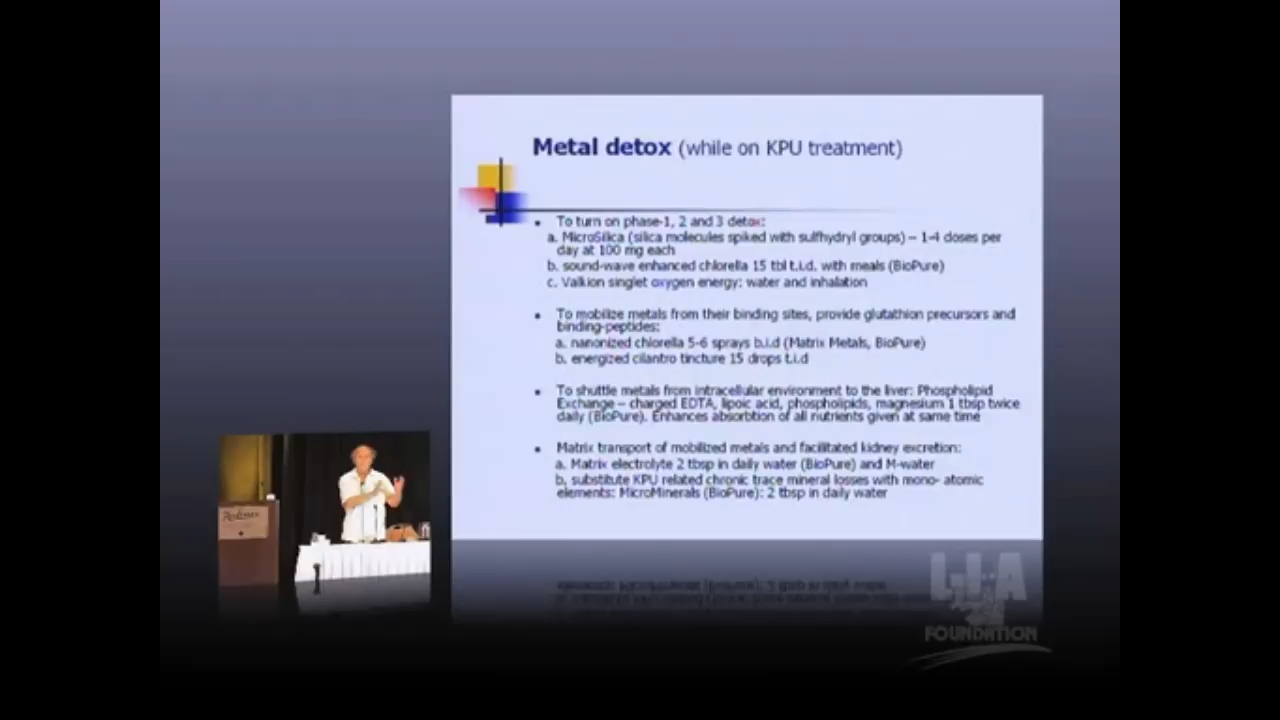 Metal detox (while on KPU treatment)
To turn on phase-1, 2 and 3 detox:
a. MicroSilica (silica molecules spiked with sulfhydryl groups) – 1-4 doses per
day at 100 mg each
b. sound-wave enhanced chlorella 15 tbl t.i.d. with meals (BioPure)
c. Valkion singlet oxygen energy: water and inhalation
To mobilize metals from their binding sites, provide glutathion precursors and
binding-peptides:
a. nanonized chlorella 5-6 sprays b.i.d (Matrix Metals, BioPure)
b. energized cilantro tincture 15 drops t.i.d
To shuttle metals from intracellular environment to the liver: Phospholipid
Exchange – charged EDTA, lipoic acid, phospholipids, magnesium 1 tbsp twice
daily (BioPure). Enhances absorbtion of all nutrients given at same time
Matrix transport of mobilized metals and facilitated kidney excretion:
a. Matrix electrolyte 2 tbsp in daily water (BioPure) and M-water
b. substitute KPU related chronic trace mineral losses with mono- atomic
elements: MicroMinerals (BioPure): 2 tbsp in daily water
Radisson
LIA
FOUNDATION